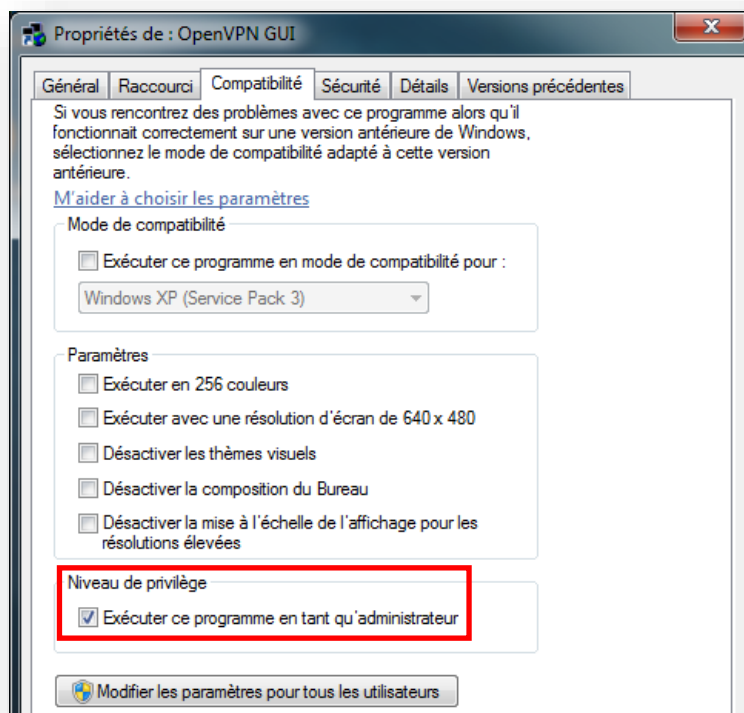 Propriétés de : OpenVPN GUI
Général Raccourci Compatibilité Sécurité Détails Versions précédentes
Si vous rencontrez des problèmes avec ce programme alors qu'il
fonctionnait correctement sur une version antérieure de Windows,
sélectionnez le mode de compatibilité adapté à cette version
antérieure.
M'aider à choisir les paramètres
Mode de compatibilité
Exécuter ce programme en mode de compatibilité pour :
Windows XP (Service Pack 3)
Paramètres
Exécuter en 256 couleurs
Exécuter avec une résolution d'écran de 640 x 480
Désactiver les thèmes visuels
Désactiver la composition du Bureau
Désactiver la mise à l'échelle de l'affichage pour les
résolutions élevées
Niveau de privilège
Exécuter ce programme en tant qu'administrateur
Modifier les paramètres pour tous les utilisateurs